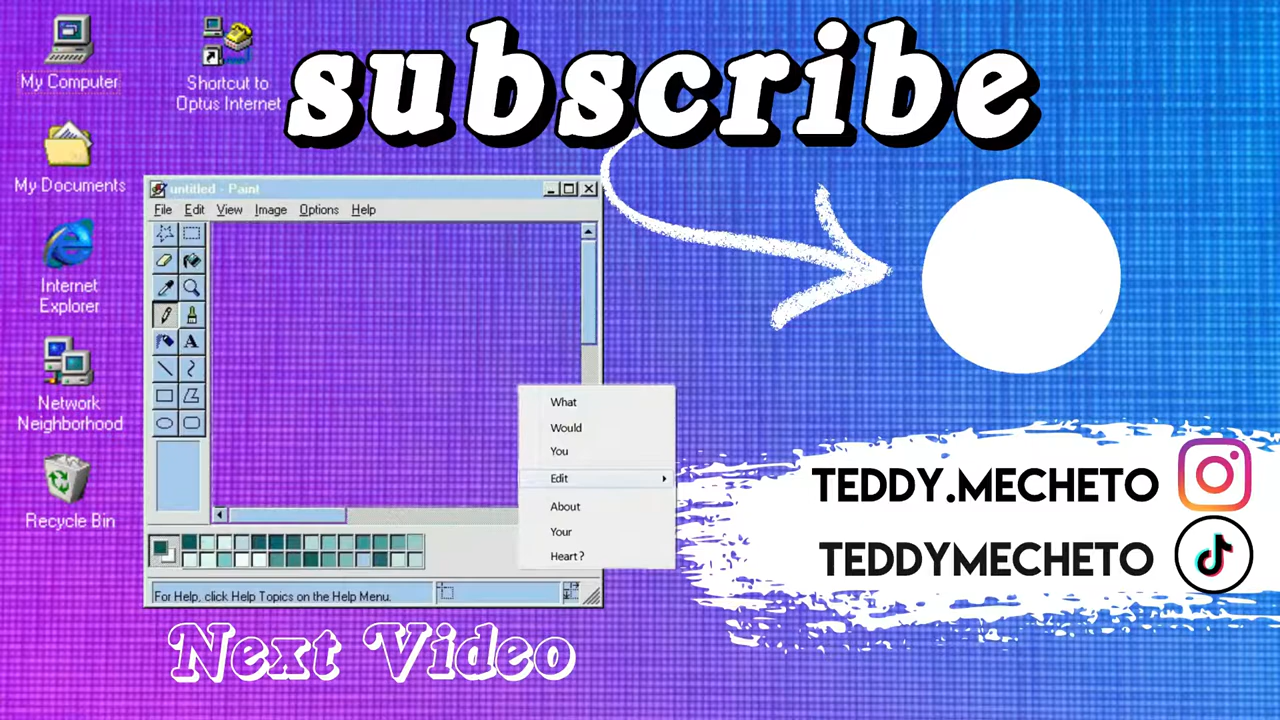 subscribe
My Computer
Shortcut to
Optus Internet
My Documents
Internet
Explorer
Network
Neighborhood
Recycle Bin
untitled - Paint
File Edit View Image Options Help
A
What
Would
You
Edit
About
Your
Heart?
For Help, click Help Topics on the Help Menu.
Next Video
TEDDY.MECHETO
TEDDYMECHETO